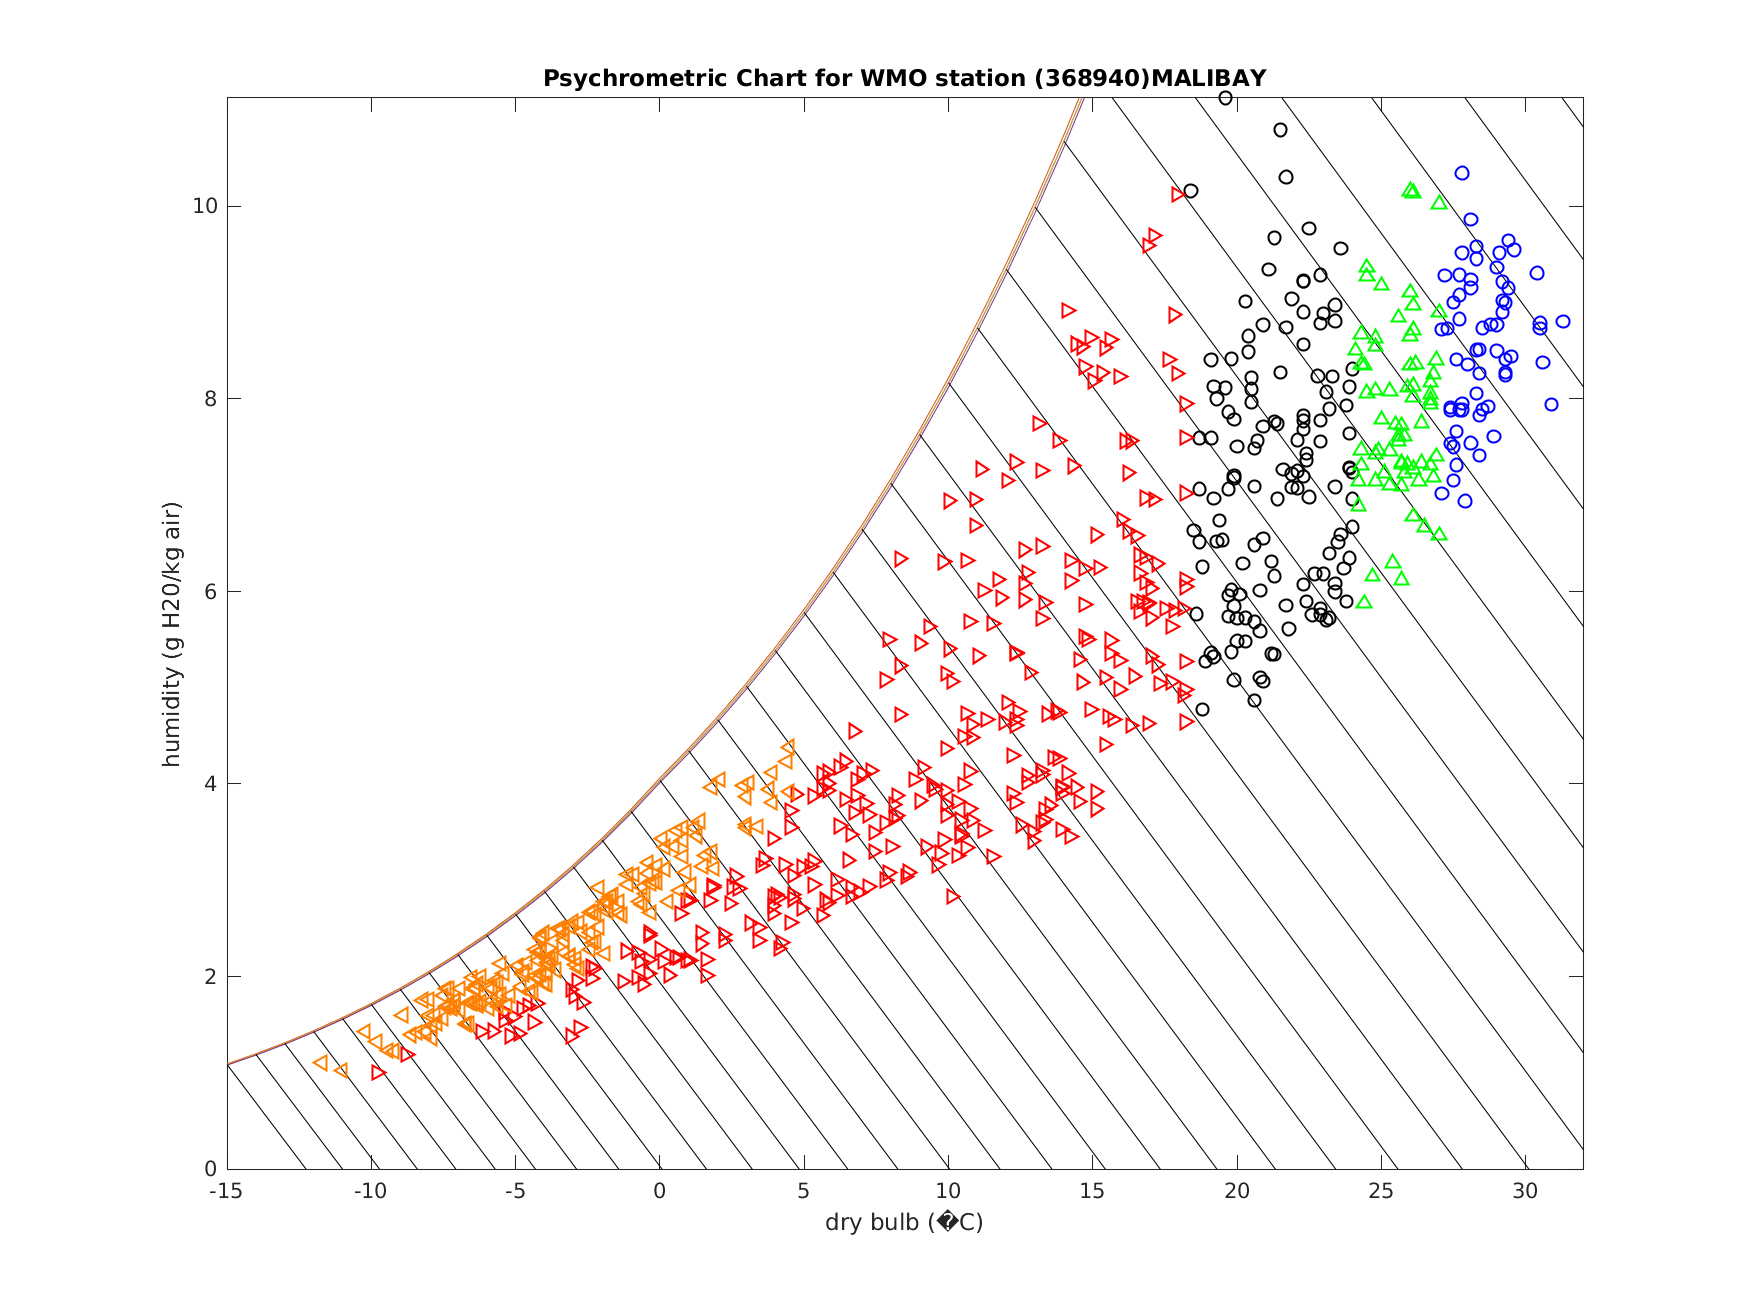 Psychrometric Chart for WMO station (368940)MALIBAY
humidity (g H20/kg air)
10
8
6
4
2
0
-15 -10 -5 0 5 10 15 20 25 30
dry bulb (�C)